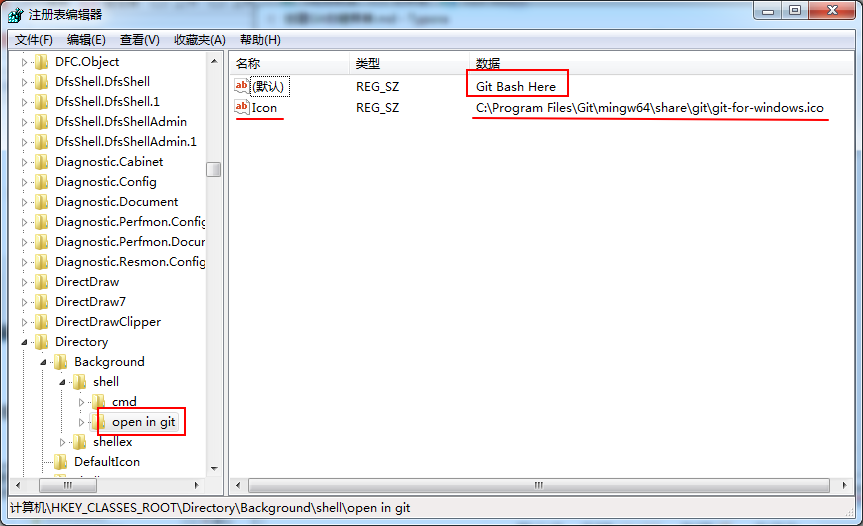 注册表编辑器
文件(F) 编辑(E) 查看(V) 收藏夹(A) 帮助(H)
DFC.Object
DfsShell.DfsShell
DfsShell.DfsShell.1
DfsShell.DfsShellAdmin
DfsShell.DfsShellAdmin.1
Diagnostic.Cabinet
Diagnostic.Config
Diagnostic.Document
Diagnostic.Perfmon.Config
Diagnostic.Perfmon.Docur
Diagnostic.Resmon.Config
DirectDraw
DirectDraw7
DirectDrawClipper
Directory
Background
shell
cmd
open in git
shellex
DefaultIcon
名称 类型 数据
(默认) REG_SZ Git Bash Here
Icon REG_SZ C:\Program Files\Git\mingw64\share\git\git-for-windows.ico
计算机\HKEY_CLASSES_ROOT\Directory\Background\shell\open in git